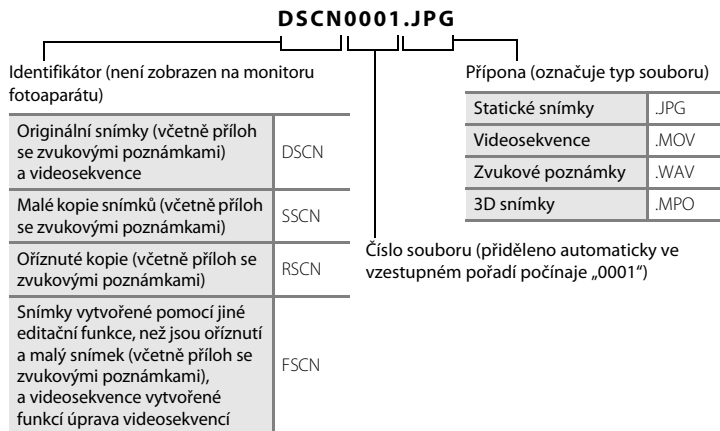 DSCN0001.JPG
Identifikátor (není zobrazen na monitoru
fotoaparátu)
Originální snímky (včetně příloh
se zvukovými poznámkami)
a videosekvence
DSCN
Malé kopie snímků (včetně příloh
se zvukovými poznámkami)
SSCN
Oříznuté kopie (včetně příloh se
zvukovými poznámkami)
RSCN
Snímky vytvořené pomocí jiné
editační funkce, než jsou oříznutí
a malý snímek (včetně příloh se
zvukovými poznámkami),
a videosekvence vytvořené
funkcí úprava videosekvencí
FSCN
Přípona (označuje typ souboru)
Statické snímky .JPG
Videosekvence .MOV
Zvukové poznámky .WAV
3D snímky .MPO
Číslo souboru (přiděleno automaticky ve
vzestupném pořadí počínaje „0001“)